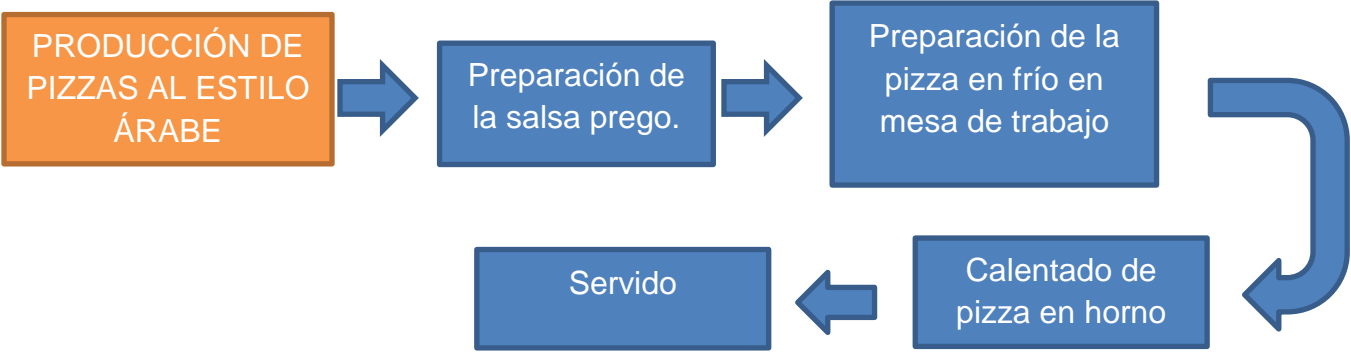 PRODUCCIÓN DE
PIZZAS AL ESTILO
ÁRABE
Preparación de
la salsa prego.
Preparación de la
pizza en frío en
mesa de trabajo
Calentado de
pizza en horno
Servido